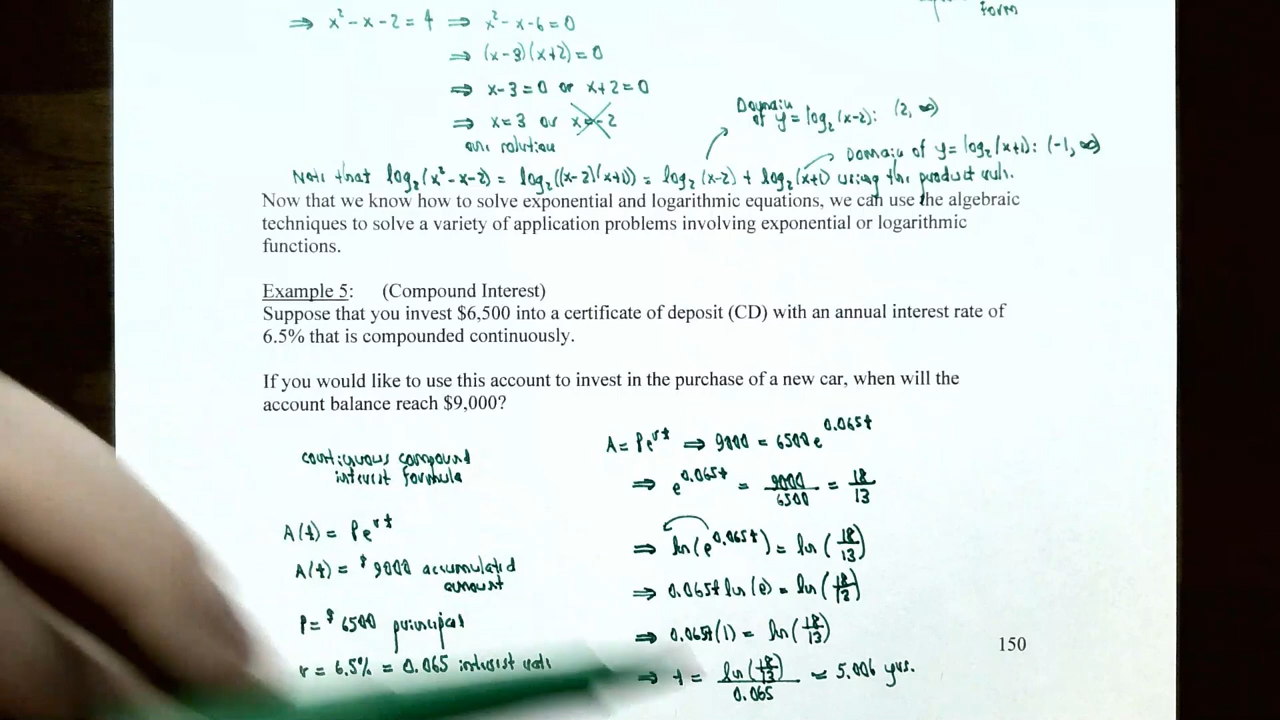 form
⇒ x² - x - 2 = 4 ⇒ x² - x - 6 = 0
⇒ (x-3)(x+2) = 0
⇒ x-3 = 0 or x+2 = 0
⇒ x = 3 or x = -2
one solution
Domain of y = log₂(x-2): (2, ∞)
Domain of y = log₂(x+1): (-1, ∞)
Note that log₂(x²-x-2) = log₂((x-2)(x+1)) = log₂(x-2) + log₂(x+1) using the product rule.
Now that we know how to solve exponential and logarithmic equations, we can use the algebraic
techniques to solve a variety of application problems involving exponential or logarithmic
functions.
Example 5: (Compound Interest)
Suppose that you invest $6,500 into a certificate of deposit (CD) with an annual interest rate of
6.5% that is compounded continuously.
If you would like to use this account to invest in the purchase of a new car, when will the
account balance reach $9,000?
continuous compound
interest formula
A(t) = Pe^{rt}
A(t) = $9000 accumulated
amount
P = $6500 principal
r = 6.5% = 0.065 interest rate
A = Pe^{rt} ⇒ 9000 = 6500e^{0.065t}
⇒ e^{0.065t} = 9000/6500 = 18/13
⇒ ln(e^{0.065t}) = ln(18/13)
⇒ 0.065t ln(e) = ln(18/13)
⇒ 0.065t(1) = ln(18/13)
⇒ t = ln(18/13)/0.065 ≈ 5.006 yrs.
150